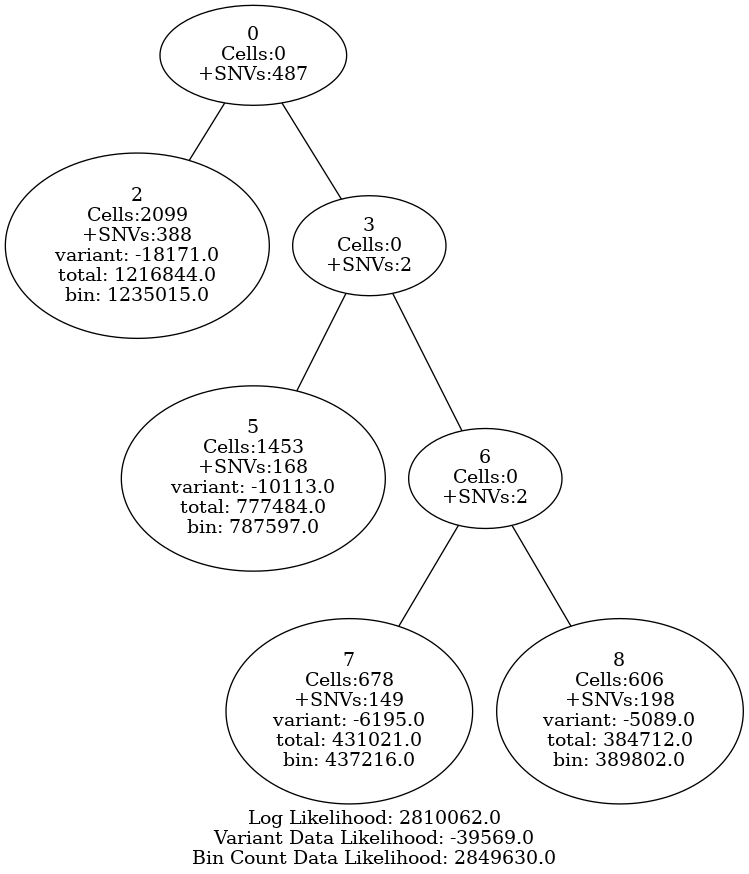 0
Cells:0
+SNVs:487
2
Cells:2099
+SNVs:388
variant: -18171.0
total: 1216844.0
bin: 1235015.0
3
Cells:0
+SNVs:2
5
Cells:1453
+SNVs:168
variant: -10113.0
total: 777484.0
bin: 787597.0
6
Cells:0
+SNVs:2
7
Cells:678
+SNVs:149
variant: -6195.0
total: 431021.0
bin: 437216.0
8
Cells:606
+SNVs:198
variant: -5089.0
total: 384712.0
bin: 389802.0
Log Likelihood: 2810062.0
Variant Data Likelihood: -39569.0
Bin Count Data Likelihood: 2849630.0